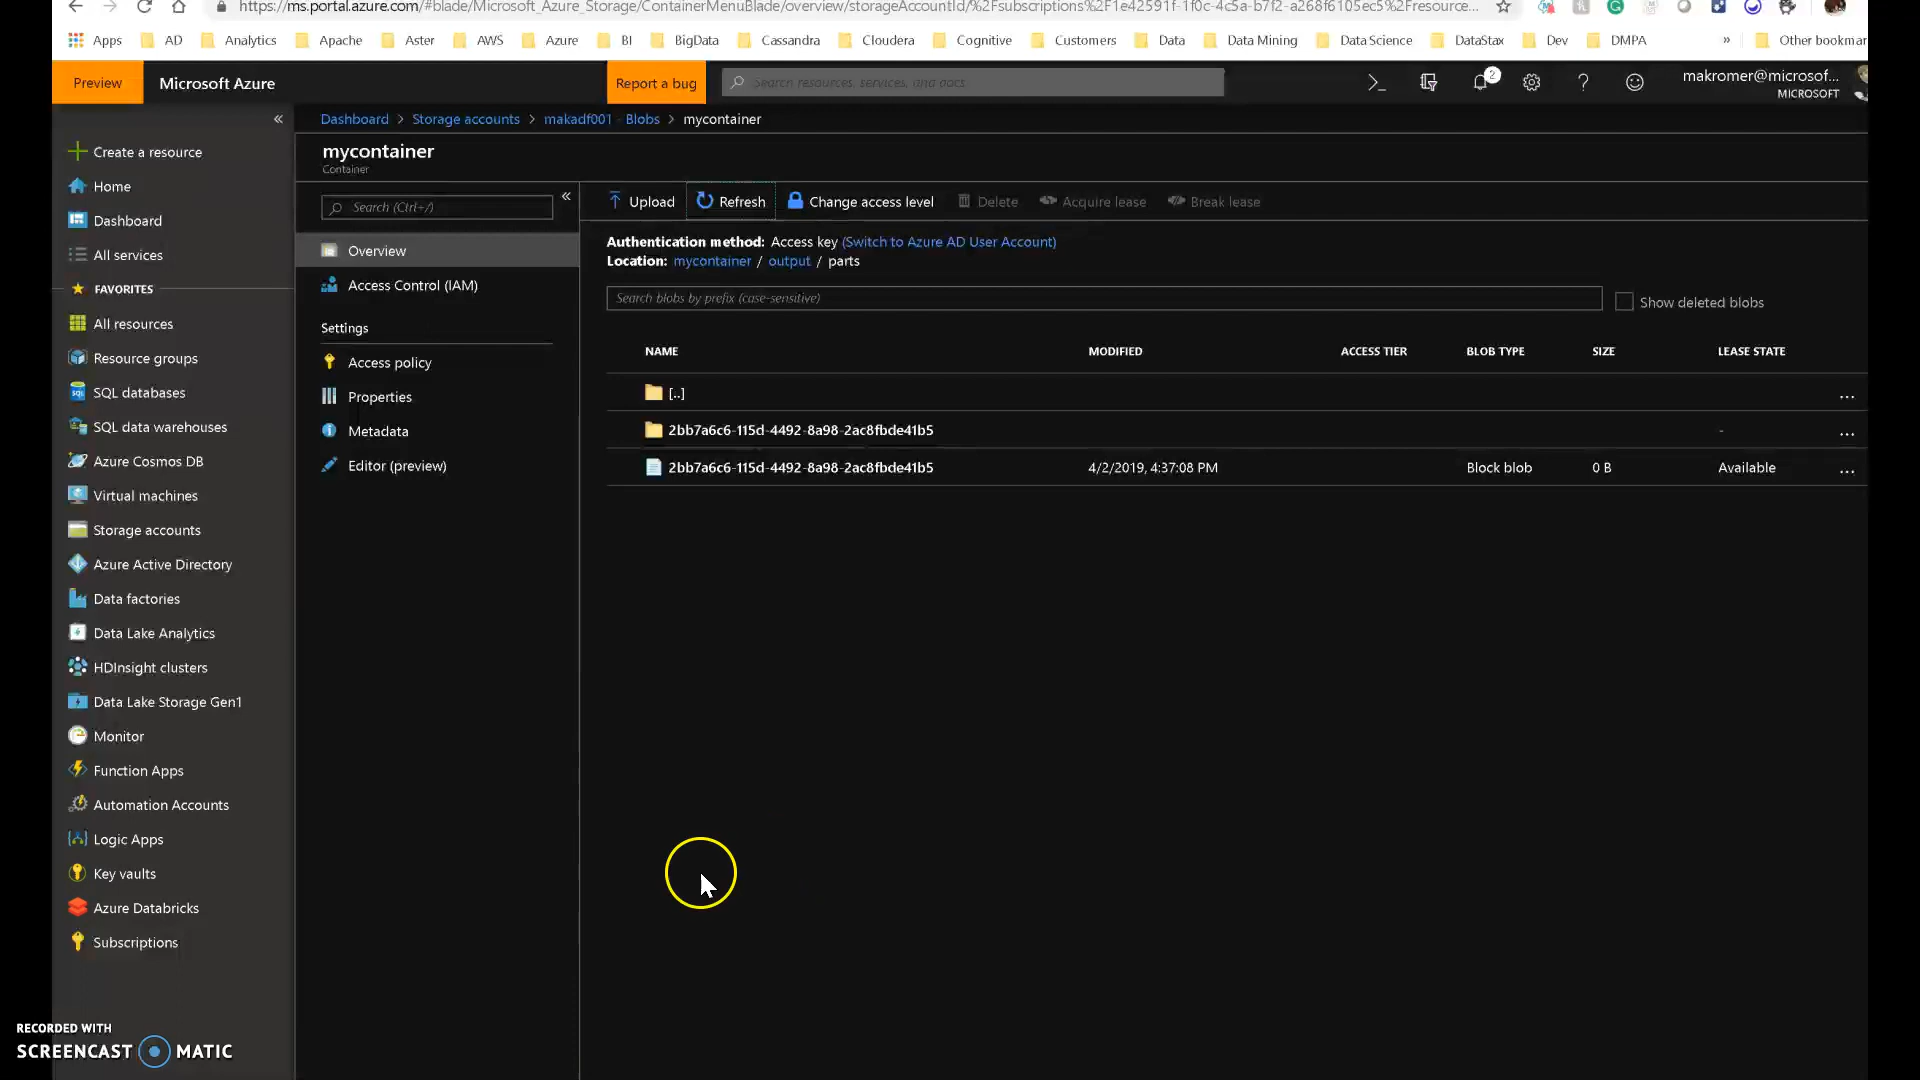 https://ms.portal.azure.com/#blade/Microsoft_Azure_Storage/ContainerMenuBlade/overview/storageAccountId/%2Fsubscriptions%2F1e42591f-1f0c-4c5a-b7f2-a268f6105ec5%2Fresource...
Apps AD Analytics Apache Aster AWS Azure BI BigData Cassandra Cloudera Cognitive Customers Data Data Mining Data Science DataStax Dev DMPA » Other bookmar
Preview Microsoft Azure Report a bug Search resources, services, and docs 2 makromer@microsof...
MICROSOFT
« Dashboard > Storage accounts > makadf001 - Blobs > mycontainer
mycontainer
Container
Search (Ctrl+/) «
Overview
Access Control (IAM)
Settings
Access policy
Properties
Metadata
Editor (preview)
Create a resource
Home
Dashboard
All services
FAVORITES
All resources
Resource groups
SQL databases
SQL data warehouses
Azure Cosmos DB
Virtual machines
Storage accounts
Azure Active Directory
Data factories
Data Lake Analytics
HDInsight clusters
Data Lake Storage Gen1
Monitor
Function Apps
Automation Accounts
Logic Apps
Key vaults
Azure Databricks
Subscriptions
Upload Refresh Change access level Delete Acquire lease Break lease
Authentication method: Access key (Switch to Azure AD User Account)
Location: mycontainer / output / parts
Search blobs by prefix (case-sensitive) Show deleted blobs
NAME MODIFIED ACCESS TIER BLOB TYPE SIZE LEASE STATE
[..] ...
2bb7a6c6-115d-4492-8a98-2ac8fbde41b5 - ...
2bb7a6c6-115d-4492-8a98-2ac8fbde41b5 4/2/2019, 4:37:08 PM Block blob 0 B Available ...
RECORDED WITH
SCREENCAST MATIC